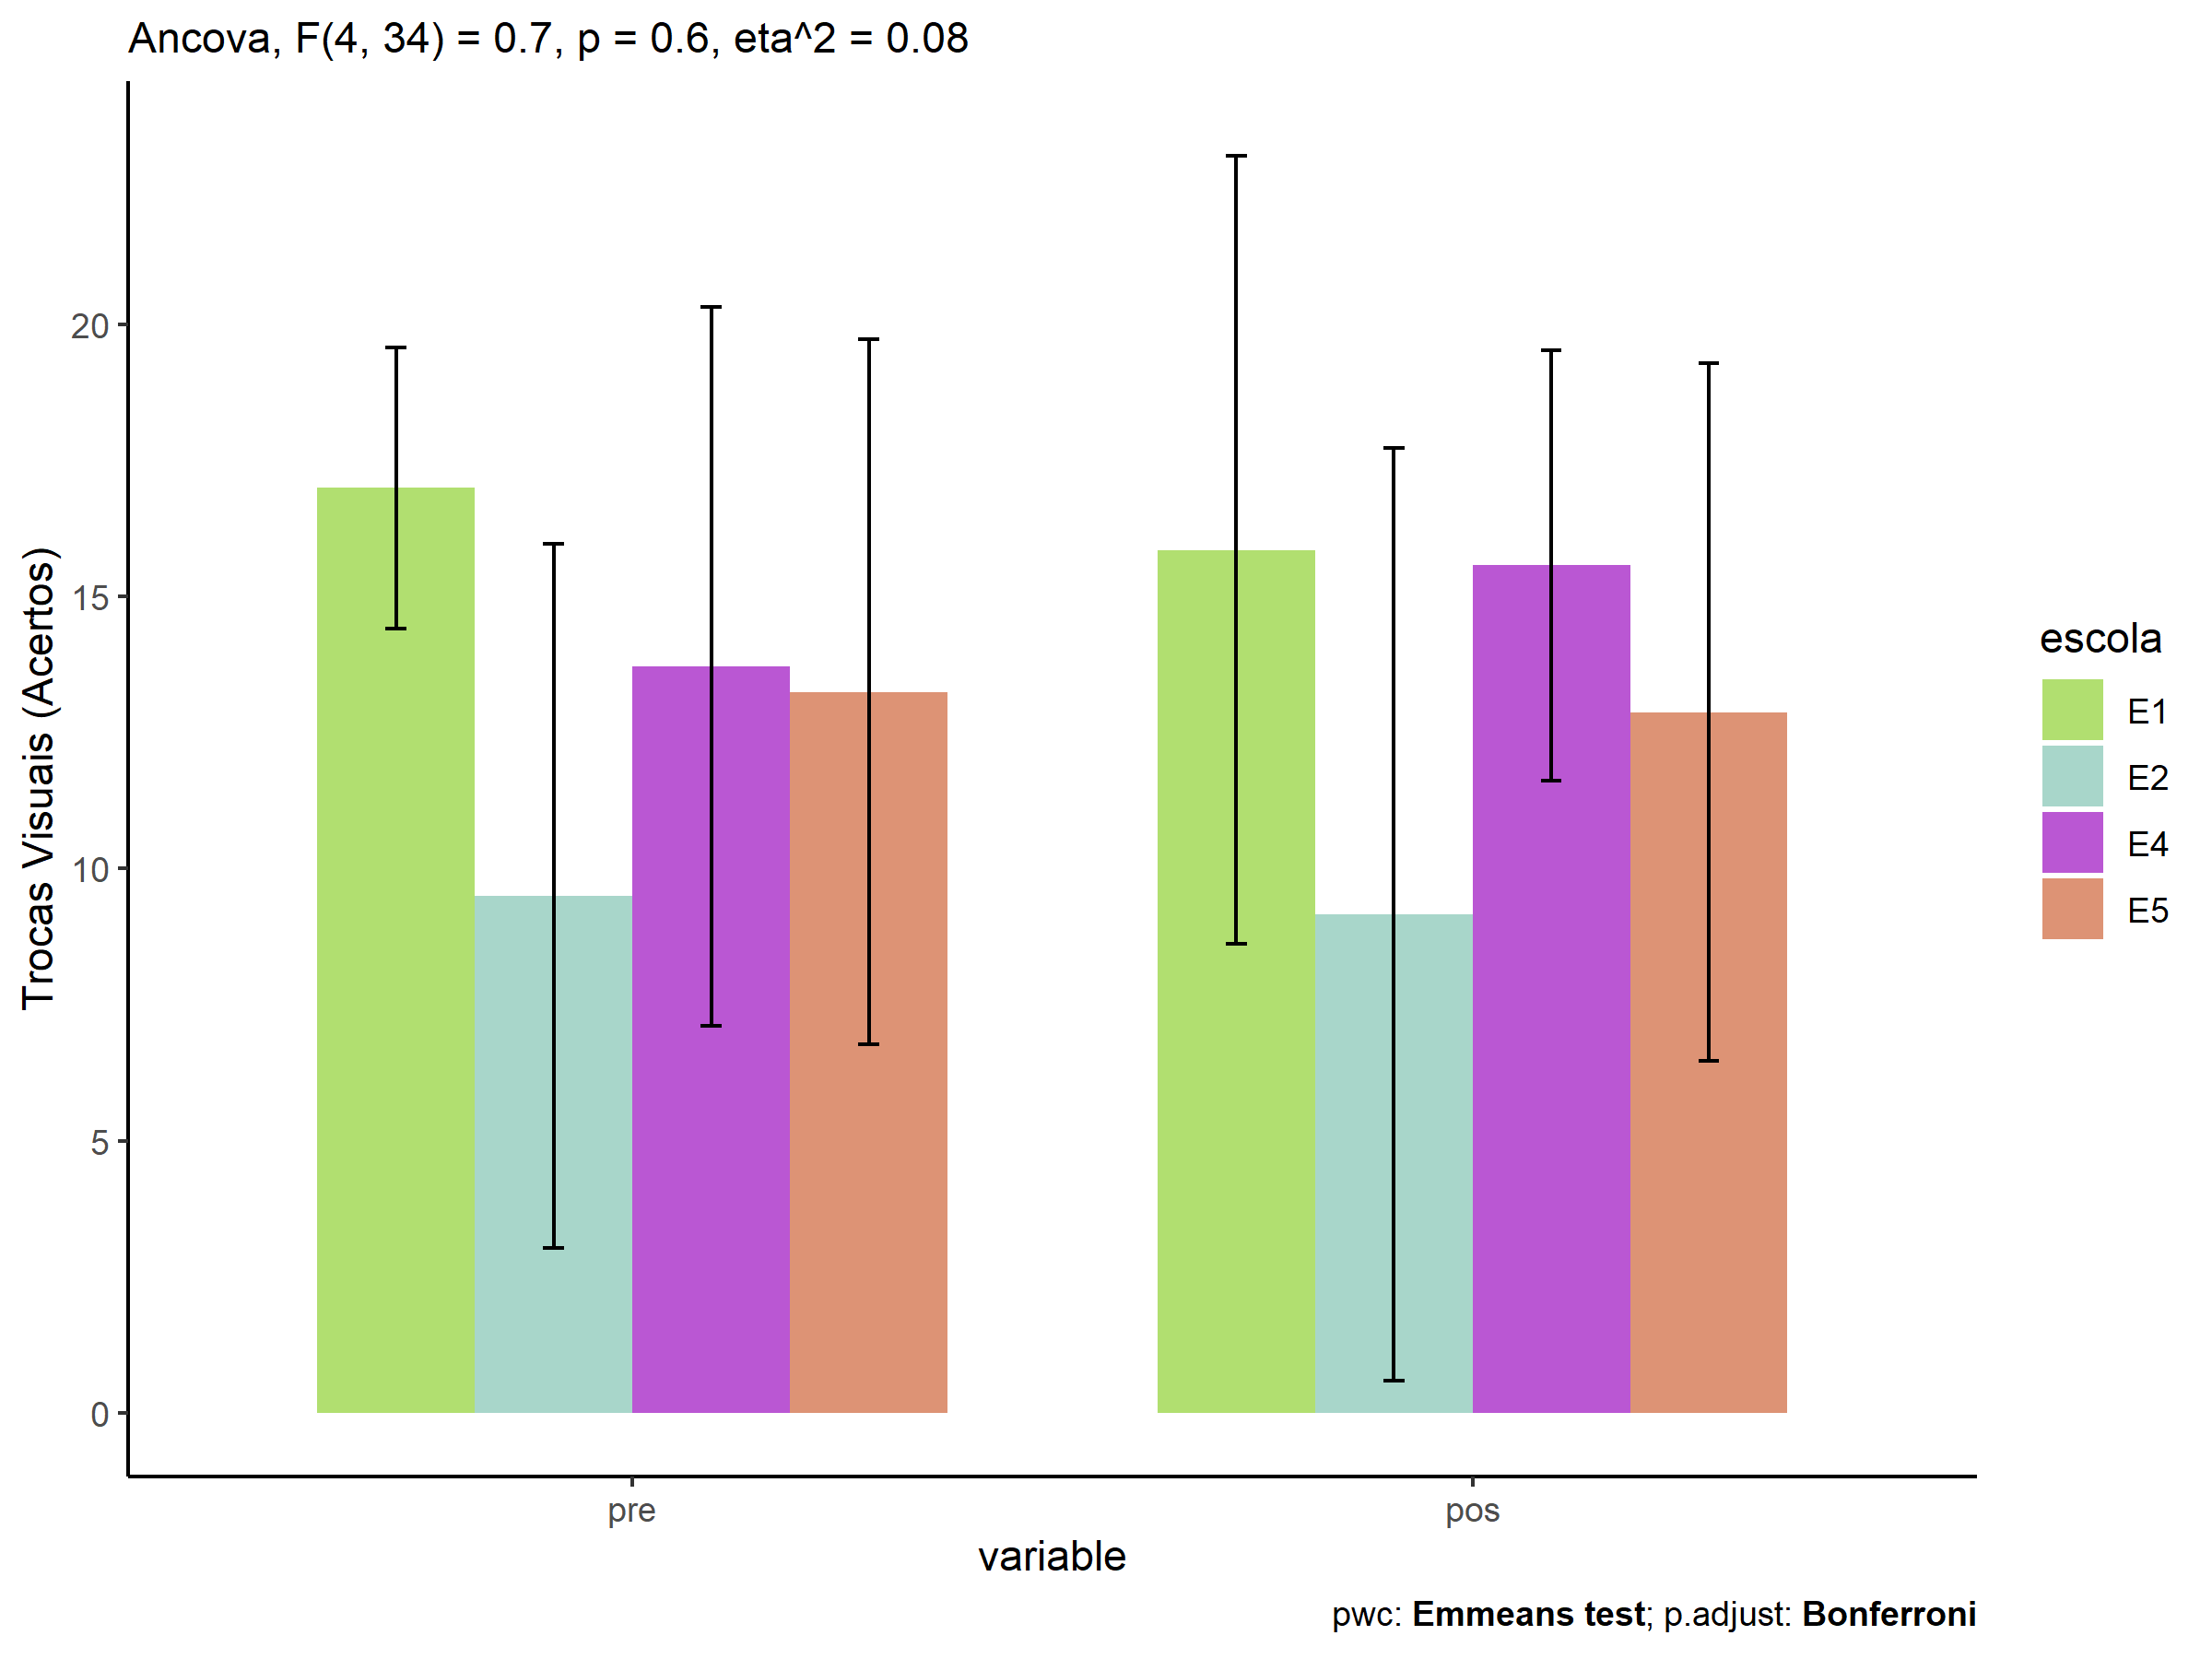 Ancova, F(4, 34) = 0.7, p = 0.6, eta^2 = 0.08
Trocas Visuais (Acertos)
20
15
10
5
0
pre
pos
variable
escola
E1
E2
E4
E5
pwc: Emmeans test; p.adjust: Bonferroni